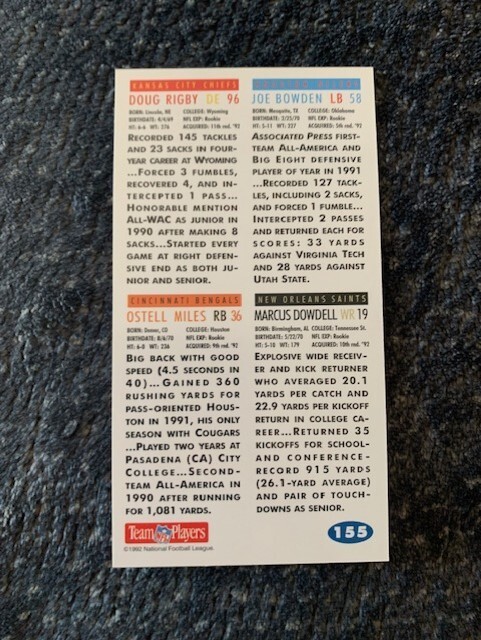 KANSAS CITY CHIEFS
DOUG RIGBY DE 96
BORN: Lincoln, NE COLLEGE: Wyoming
BIRTHDATE: 8/4/69 NFL EXP: Rookie
HT: 6-6 WT: 276 ACQUIRED: 11th rd. '92
RECORDED 145 TACKLES
AND 23 SACKS IN FOUR-
YEAR CAREER AT WYOMING
...FORCED 3 FUMBLES,
RECOVERED 4, AND IN-
TERCEPTED 1 PASS...
HONORABLE MENTION
ALL-WAC AS JUNIOR IN
1990 AFTER MAKING 8
SACKS...STARTED EVERY
GAME AT RIGHT DEFEN-
SIVE END AS BOTH JU-
NIOR AND SENIOR.
JOE BOWDEN LB 58
BORN: Mesquite, TX COLLEGE: Oklahoma
BIRTHDATE: 2/25/70 NFL EXP: Rookie
HT: 5-11 WT: 227 ACQUIRED: 5th rd. '92
ASSOCIATED PRESS FIRST-
TEAM ALL-AMERICA AND
BIG EIGHT DEFENSIVE
PLAYER OF YEAR IN 1991
...RECORDED 127 TACK-
LES, INCLUDING 2 SACKS,
AND FORCED 1 FUMBLE...
INTERCEPTED 2 PASSES
AND RETURNED EACH FOR
SCORES: 33 YARDS
AGAINST VIRGINIA TECH
AND 28 YARDS AGAINST
UTAH STATE.
CINCINNATI BENGALS
OSTELL MILES RB 36
BORN: Denver, CO COLLEGE: Houston
BIRTHDATE: 8/6/70 NFL EXP: Rookie
HT: 6-0 WT: 236 ACQUIRED: 9th rd. '92
BIG BACK WITH GOOD
SPEED (4.5 SECONDS IN
40)...GAINED 360
RUSHING YARDS FOR
PASS-ORIENTED HOUS-
TON IN 1991, HIS ONLY
SEASON WITH COUGARS
...PLAYED TWO YEARS AT
PASADENA (CA) CITY
COLLEGE...SECOND-
TEAM ALL-AMERICA IN
1990 AFTER RUNNING
FOR 1,081 YARDS.
NEW ORLEANS SAINTS
MARCUS DOWDELL WR 19
BORN: Birmingham, AL COLLEGE: Tennessee St.
BIRTHDATE: 5/22/70 NFL EXP: Rookie
HT: 5-10 WT: 179 ACQUIRED: 10th rd. '92
EXPLOSIVE WIDE RECEIV-
ER AND KICK RETURNER
WHO AVERAGED 20.1
YARDS PER CATCH AND
22.9 YARDS PER KICKOFF
RETURN IN COLLEGE CA-
REER...RETURNED 35
KICKOFFS FOR SCHOOL-
AND CONFERENCE-
RECORD 915 YARDS
(26.1-YARD AVERAGE)
AND PAIR OF TOUCH-
DOWNS AS SENIOR.
Team NFL Players
©1992 National Football League.
155